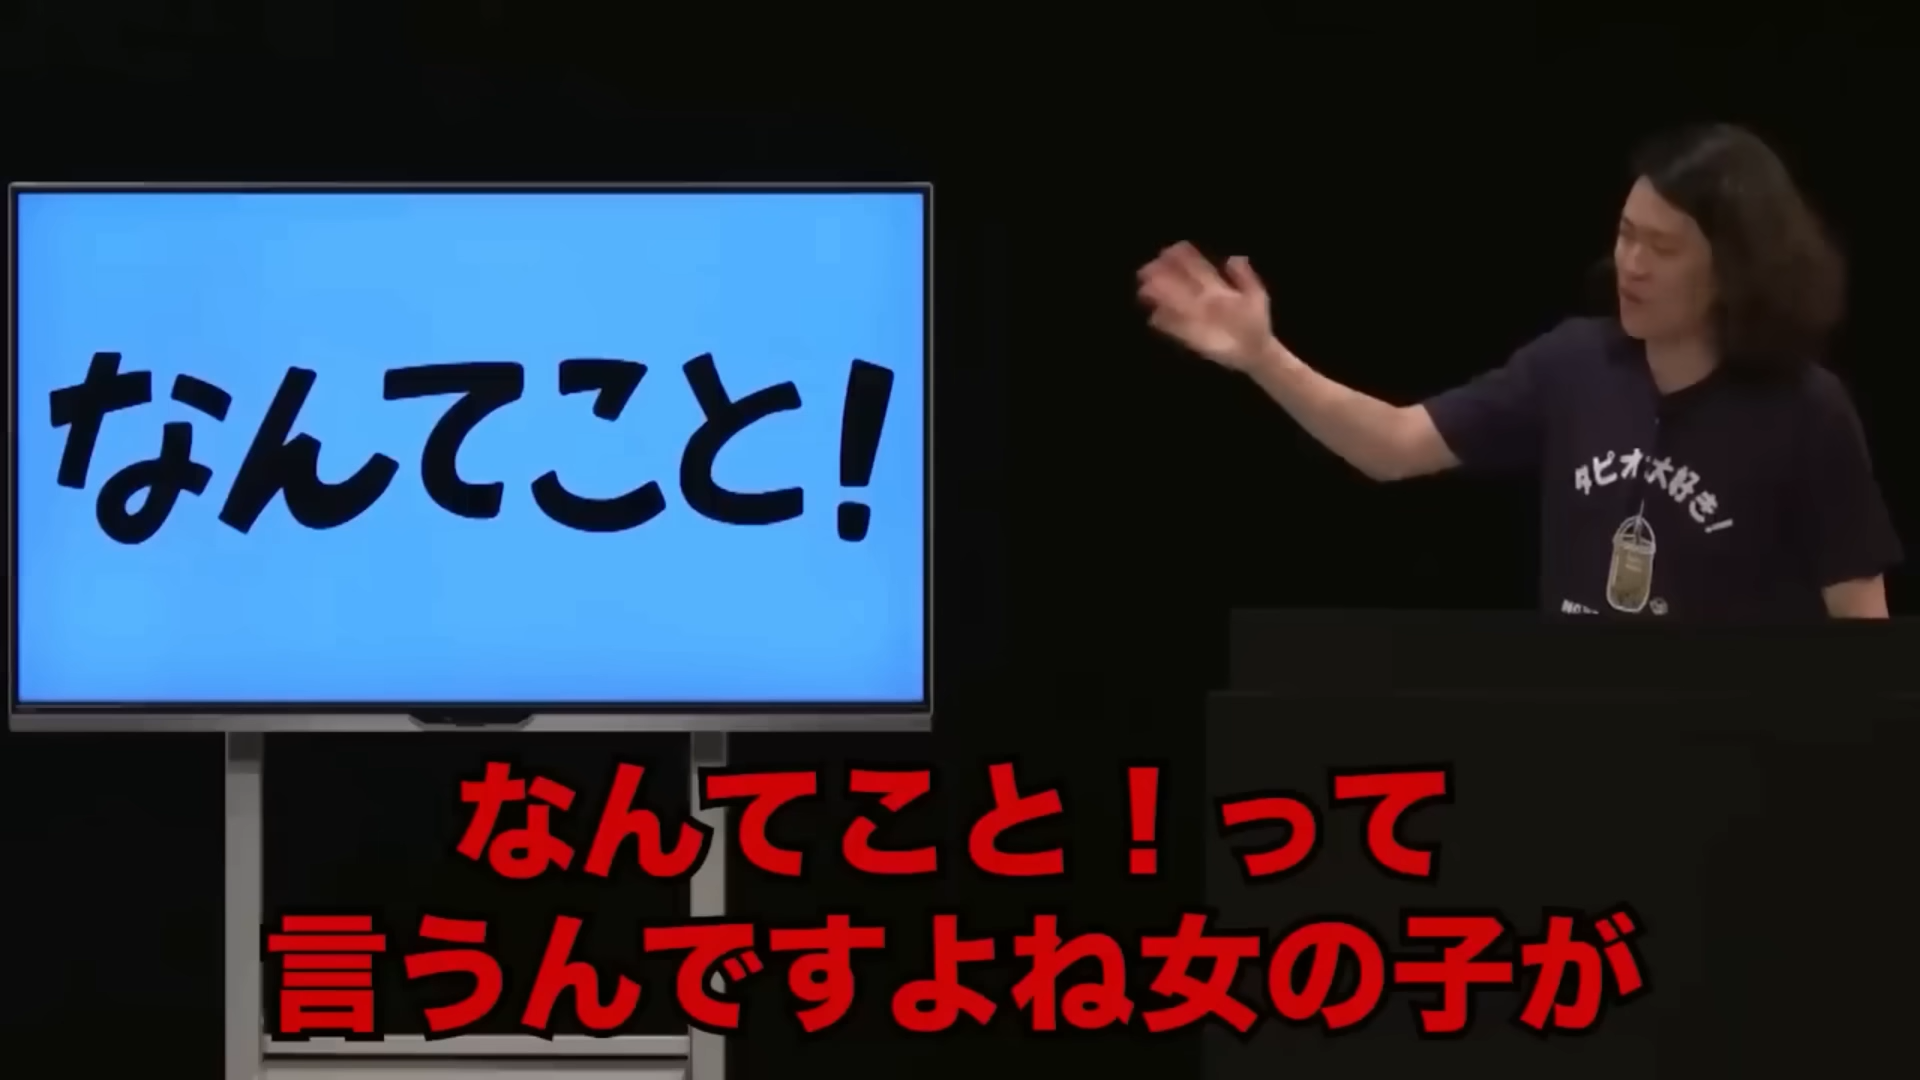 なんてこと!
タピオカ大好き!
なんてこと！って
言うんですよね女の子が